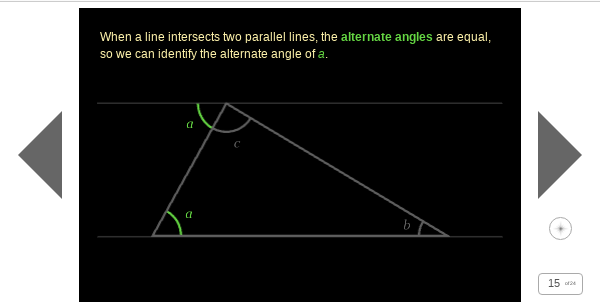 When a line intersects two parallel lines, the alternate angles are equal,
so we can identify the alternate angle of a.
a
c
a
b
15 of 24